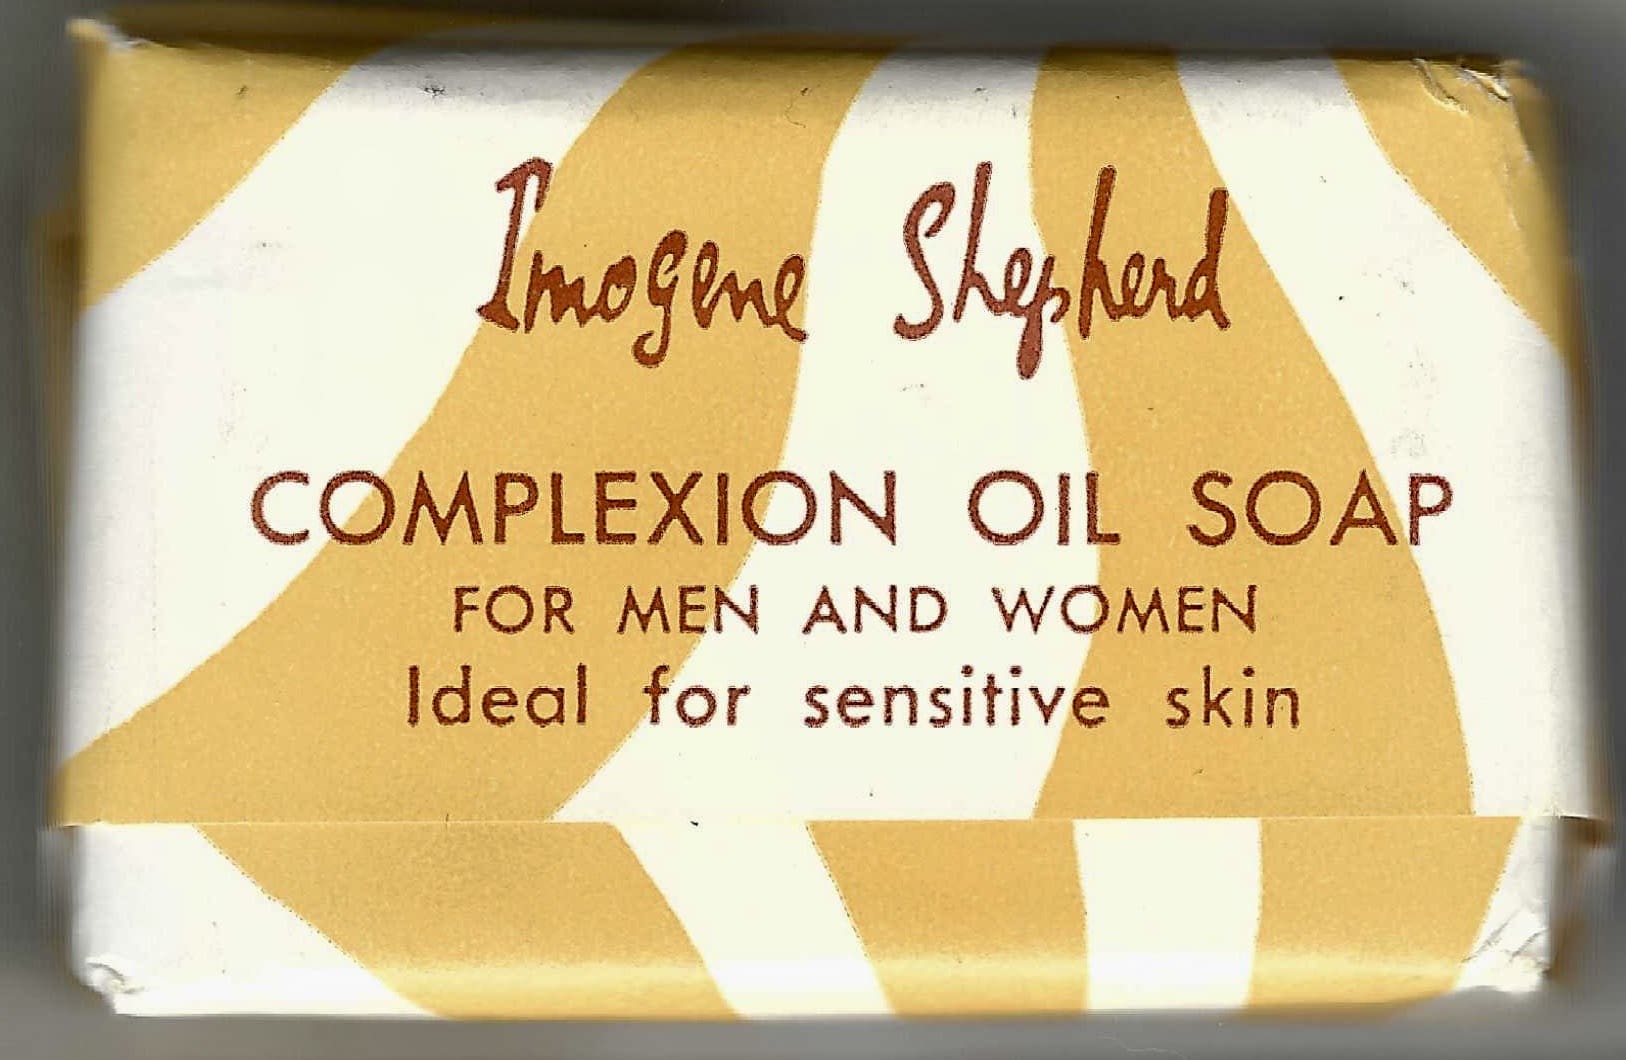 Imogene Shepherd
COMPLEXION OIL SOAP
FOR MEN AND WOMEN
Ideal for sensitive skin